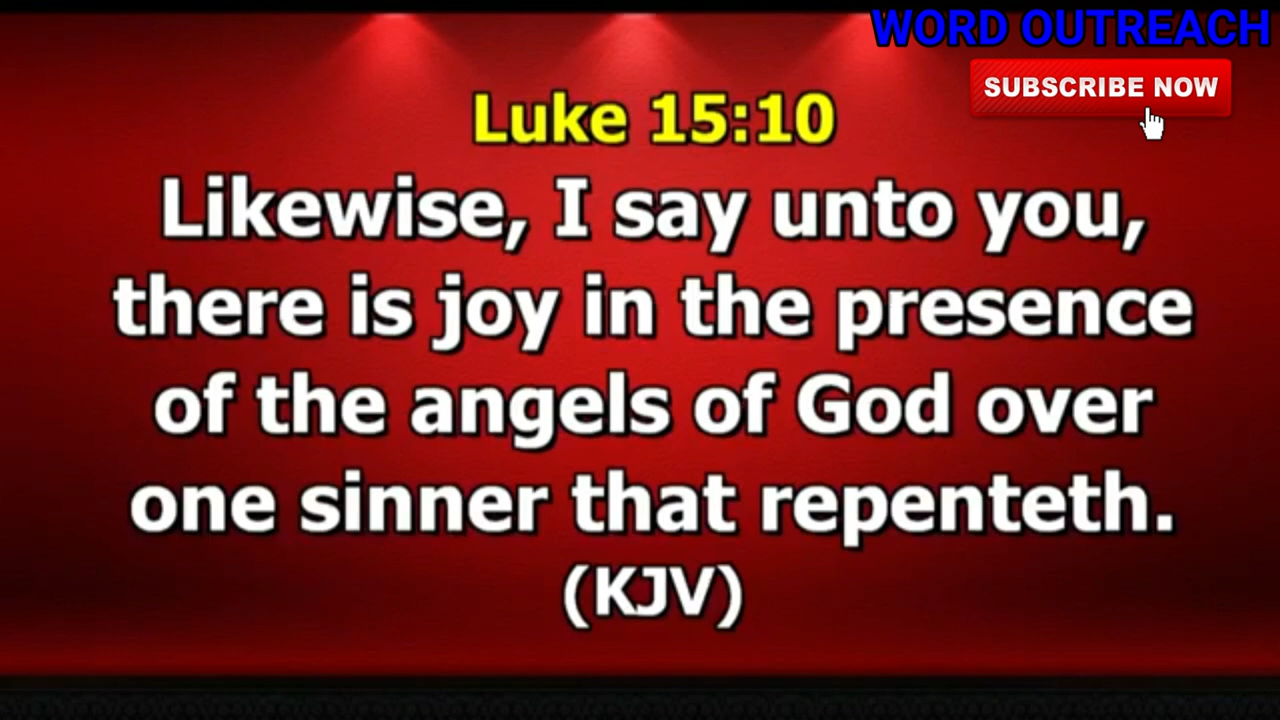 WORD OUTREACH
SUBSCRIBE NOW
Luke 15:10
Likewise, I say unto you,
there is joy in the presence
of the angels of God over
one sinner that repenteth.
(KJV)